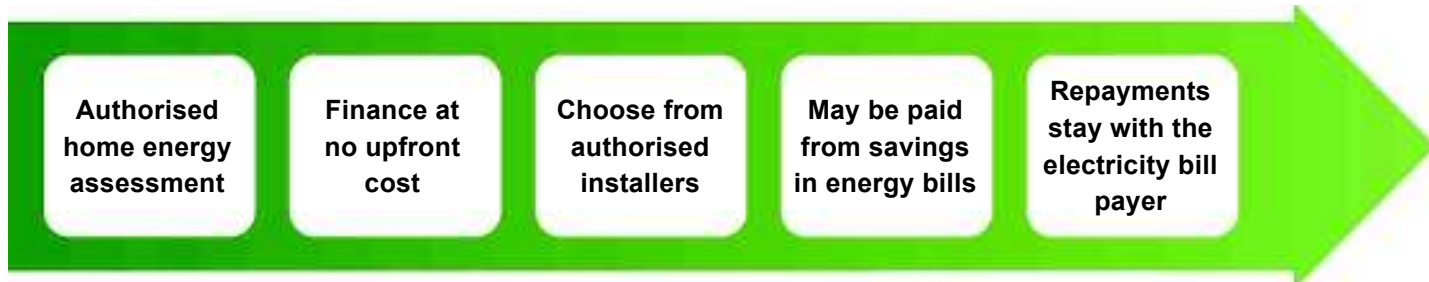 Authorised
home energy
assessment
Finance at
no upfront
cost
Choose from
authorised
installers
May be paid
from savings
in energy bills
Repayments
stay with the
electricity bill
payer